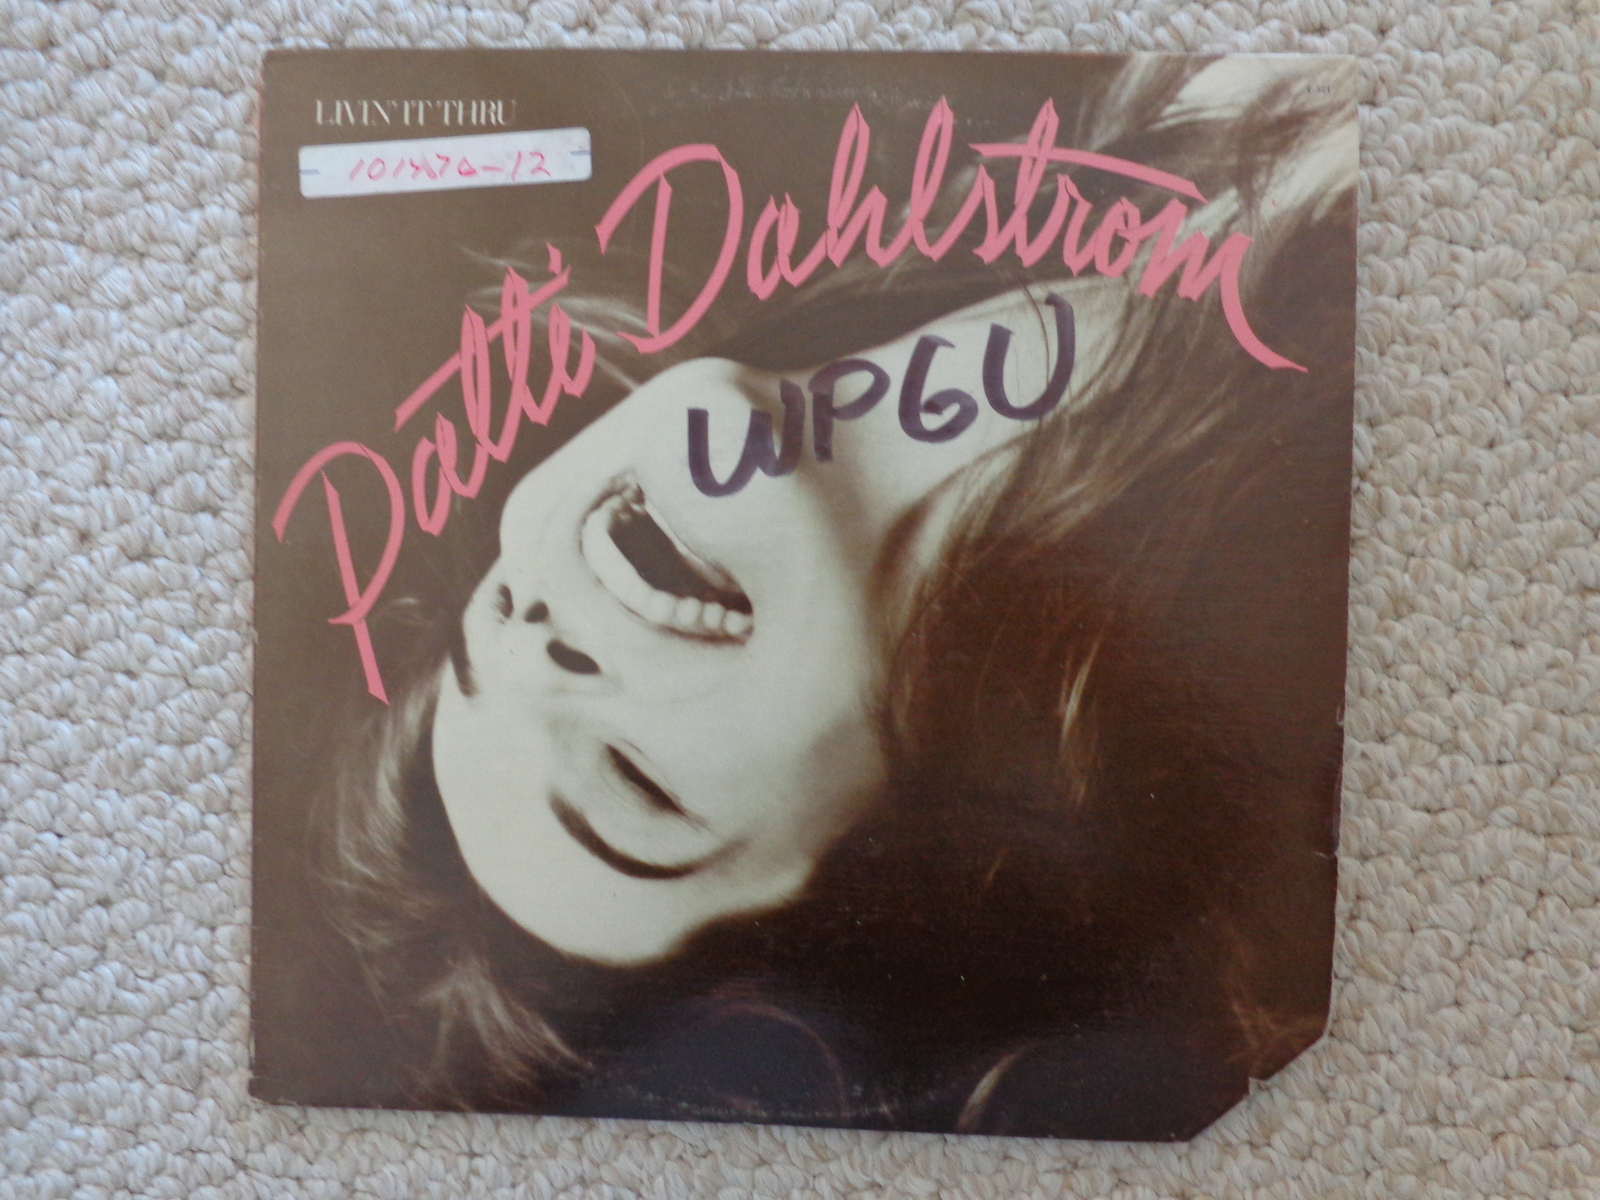 LIVIN' IT THRU
Patti Dahlstrom
WPGU